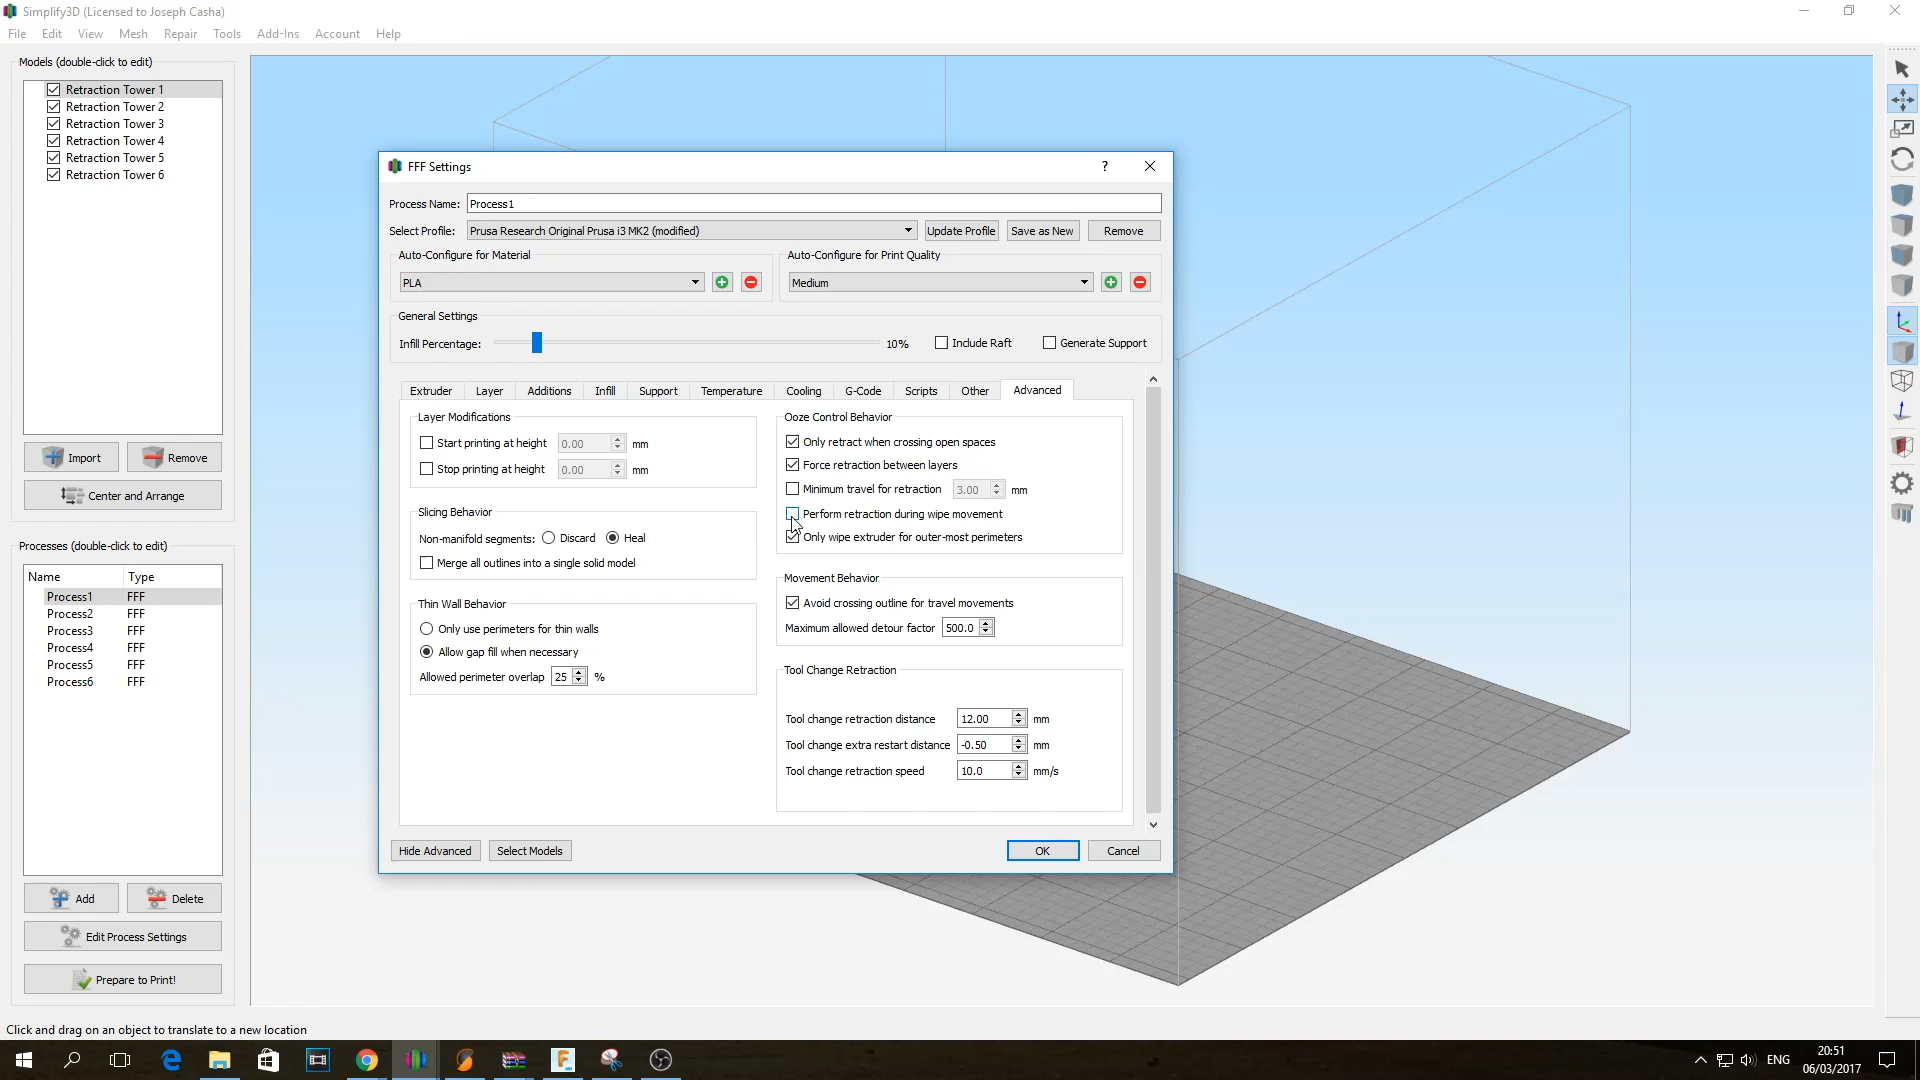 Simplify3D (Licensed to Joseph Casha)
File Edit View Mesh Repair Tools Add-Ins Account Help
Models (double-click to edit)
Retraction Tower 1
Retraction Tower 2
Retraction Tower 3
Retraction Tower 4
Retraction Tower 5
Retraction Tower 6
Import Remove
Center and Arrange
Processes (double-click to edit)
Name Type
Process1 FFF
Process2 FFF
Process3 FFF
Process4 FFF
Process5 FFF
Process6 FFF
Add Delete
Edit Process Settings
Prepare to Print!
FFF Settings ?
Process Name: Process1
Select Profile: Prusa Research Original Prusa i3 MK2 (modified) Update Profile Save as New Remove
Auto-Configure for Material Auto-Configure for Print Quality
PLA Medium
General Settings
Infill Percentage: 10% Include Raft Generate Support
Extruder Layer Additions Infill Support Temperature Cooling G-Code Scripts Other Advanced
Layer Modifications
Start printing at height 0.00 mm
Stop printing at height 0.00 mm
Slicing Behavior
Non-manifold segments: Discard Heal
Merge all outlines into a single solid model
Thin Wall Behavior
Only use perimeters for thin walls
Allow gap fill when necessary
Allowed perimeter overlap 25 %
Ooze Control Behavior
Only retract when crossing open spaces
Force retraction between layers
Minimum travel for retraction 3.00 mm
Perform retraction during wipe movement
Only wipe extruder for outer-most perimeters
Movement Behavior
Avoid crossing outline for travel movements
Maximum allowed detour factor 500.0
Tool Change Retraction
Tool change retraction distance 12.00 mm
Tool change extra restart distance -0.50 mm
Tool change retraction speed 10.0 mm/s
Hide Advanced Select Models OK Cancel
Click and drag on an object to translate to a new location
ENG
20:51
06/03/2017